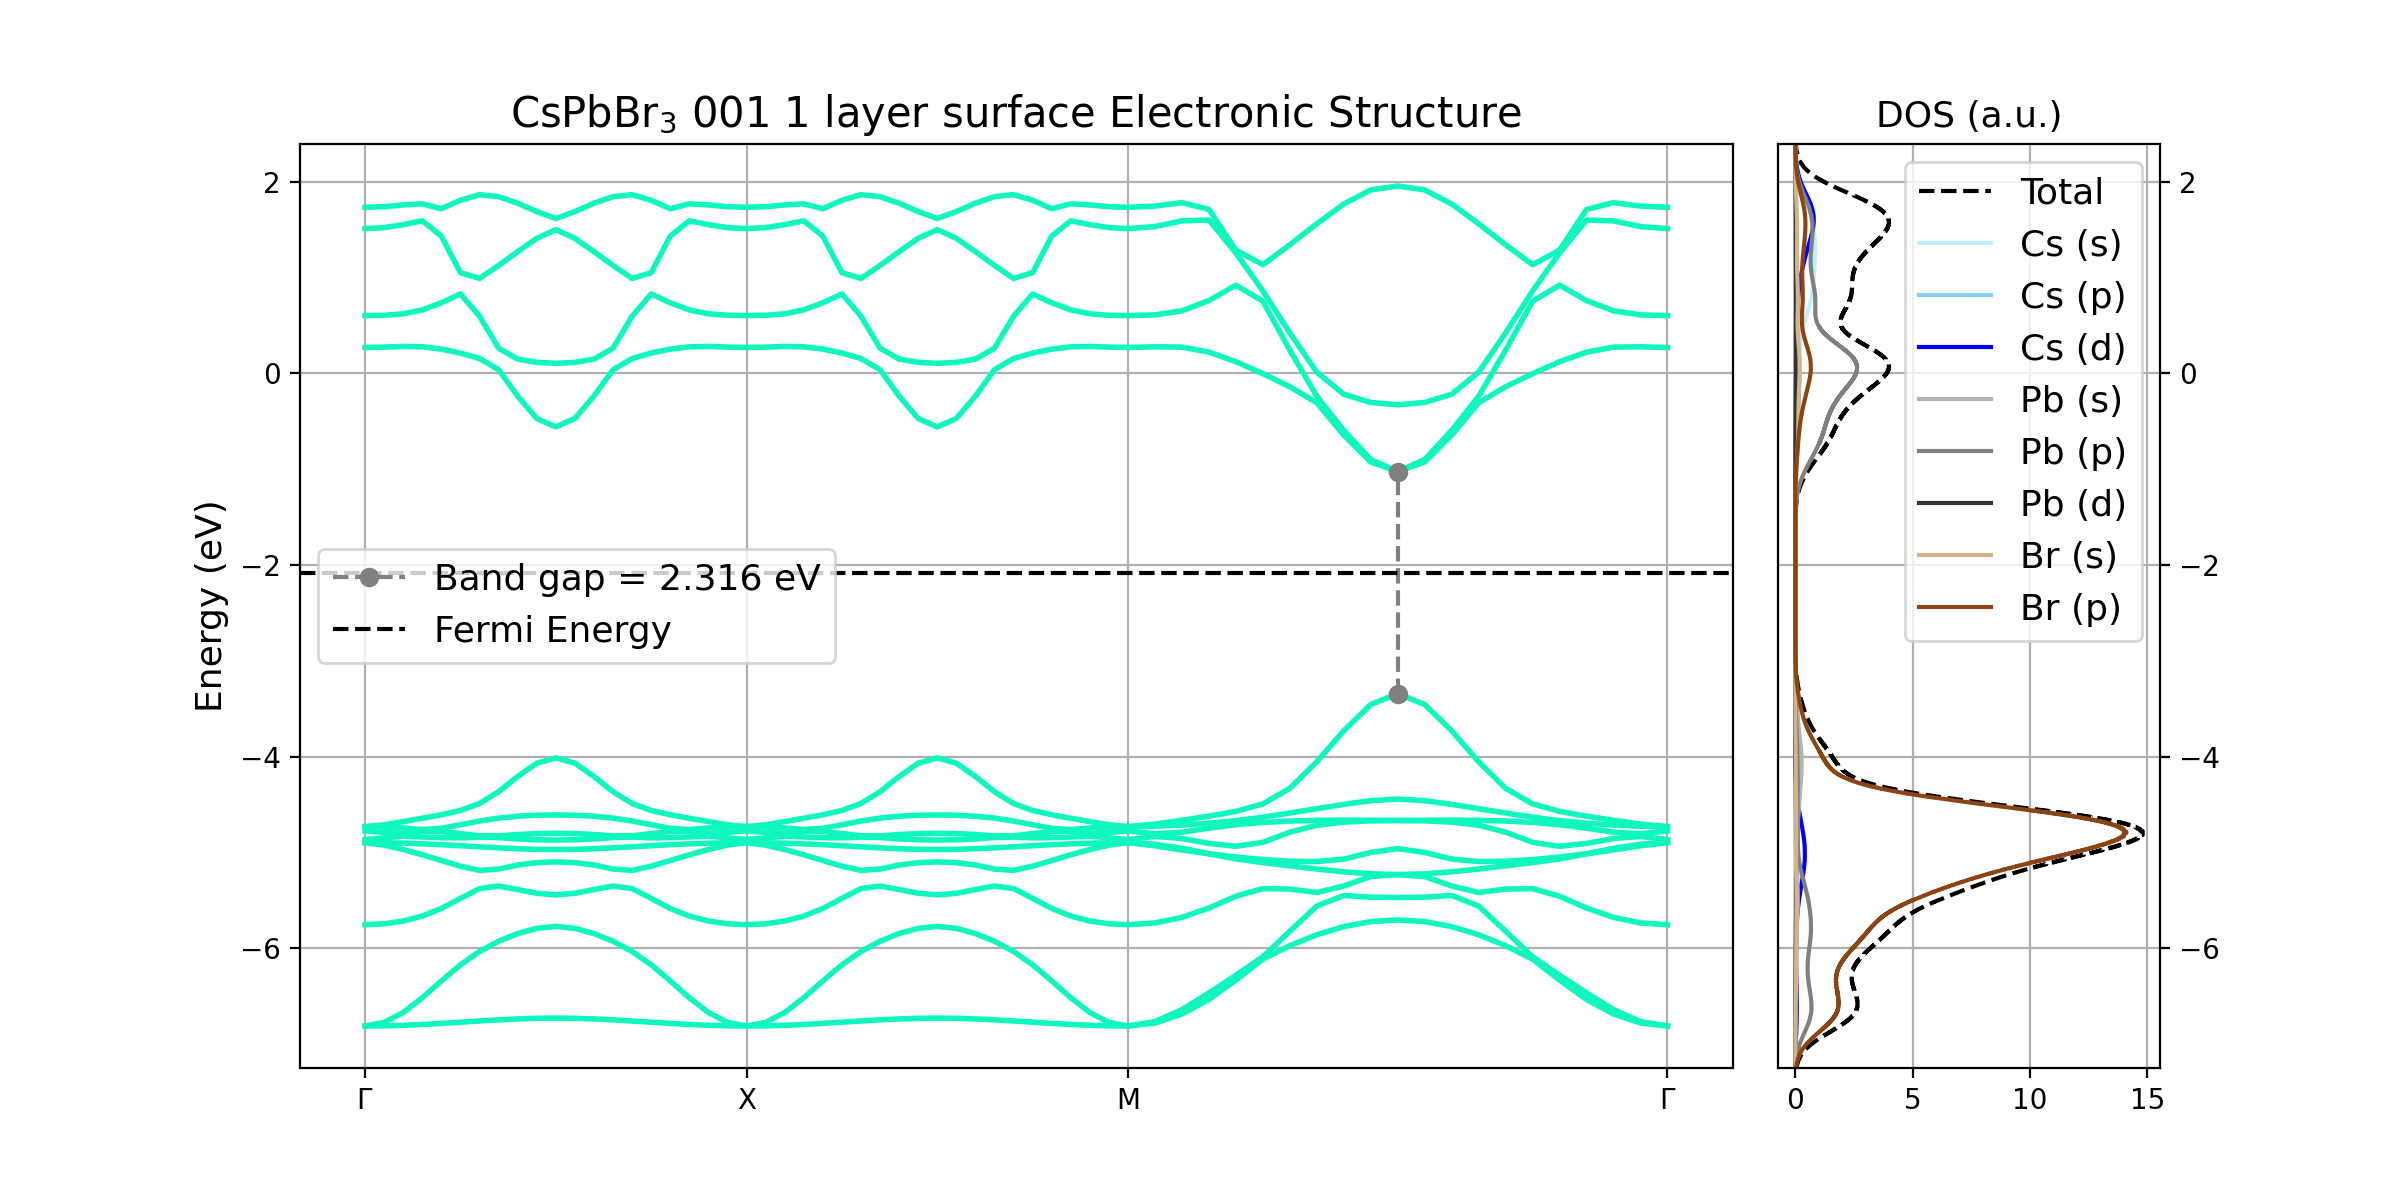 CsPbBr₃ 001 1 layer surface Electronic Structure
DOS (a.u.)
Energy (eV)
2
0
−2
−4
−6
Band gap = 2.316 eV
Fermi Energy
Γ X M Γ
Total
Cs (s)
Cs (p)
Cs (d)
Pb (s)
Pb (p)
Pb (d)
Br (s)
Br (p)
2
0
−2
−4
−6
0 5 10 15